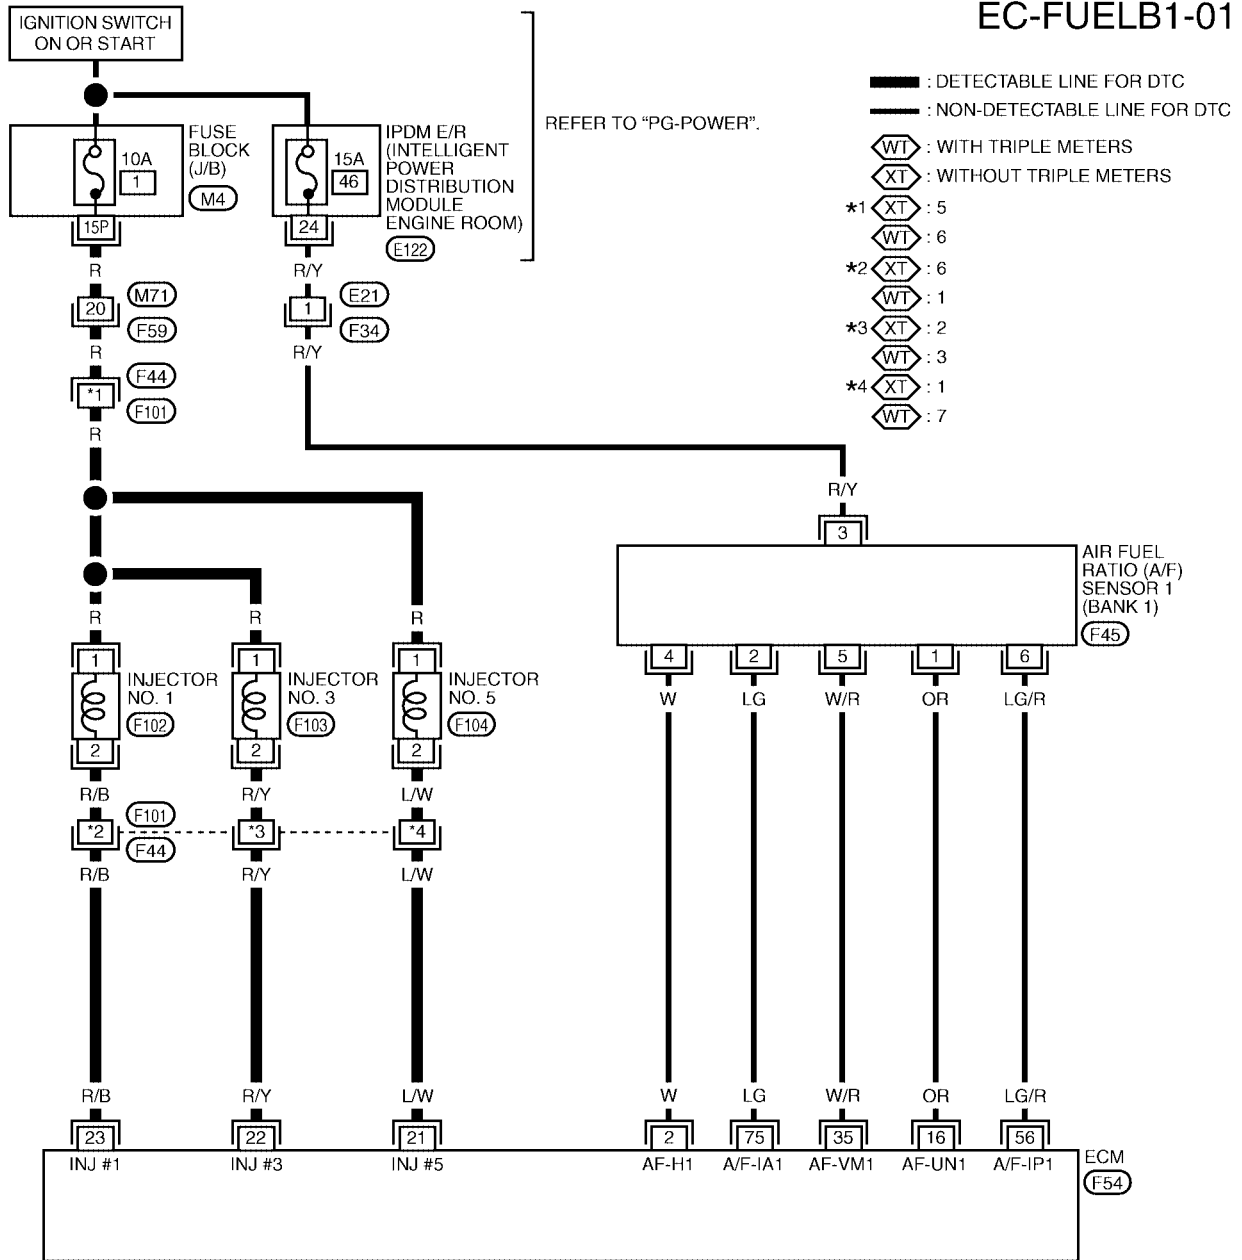 EC-FUELB1-01
IGNITION SWITCH
ON OR START
: DETECTABLE LINE FOR DTC
: NON-DETECTABLE LINE FOR DTC
WT : WITH TRIPLE METERS
XT : WITHOUT TRIPLE METERS
*1 XT : 5
WT : 6
*2 XT : 6
WT : 1
*3 XT : 2
WT : 3
*4 XT : 1
WT : 7
REFER TO “PG-POWER”.
10A
1
FUSE
BLOCK
(J/B)
M4
15A
46
IPDM E/R
(INTELLIGENT
POWER
DISTRIBUTION
MODULE
ENGINE ROOM)
E122
15P
24
R
R/Y
20
M71
F59
1
E21
F34
R
R/Y
*1
F44
F101
R
R/Y
3
AIR FUEL
RATIO (A/F)
SENSOR 1
(BANK 1)
F45
R
R
R
1
INJECTOR
NO. 1
F102
2
1
INJECTOR
NO. 3
F103
2
1
INJECTOR
NO. 5
F104
2
4
2
5
1
6
W
LG
W/R
OR
LG/R
R/B
R/Y
L/W
F101
*2
*3
*4
F44
R/B
R/Y
L/W
R/B
R/Y
L/W
W
LG
W/R
OR
LG/R
23
22
21
2
75
35
16
56
INJ #1
INJ #3
INJ #5
AF-H1
A/F-IA1
AF-VM1
AF-UN1
A/F-IP1
ECM
F54